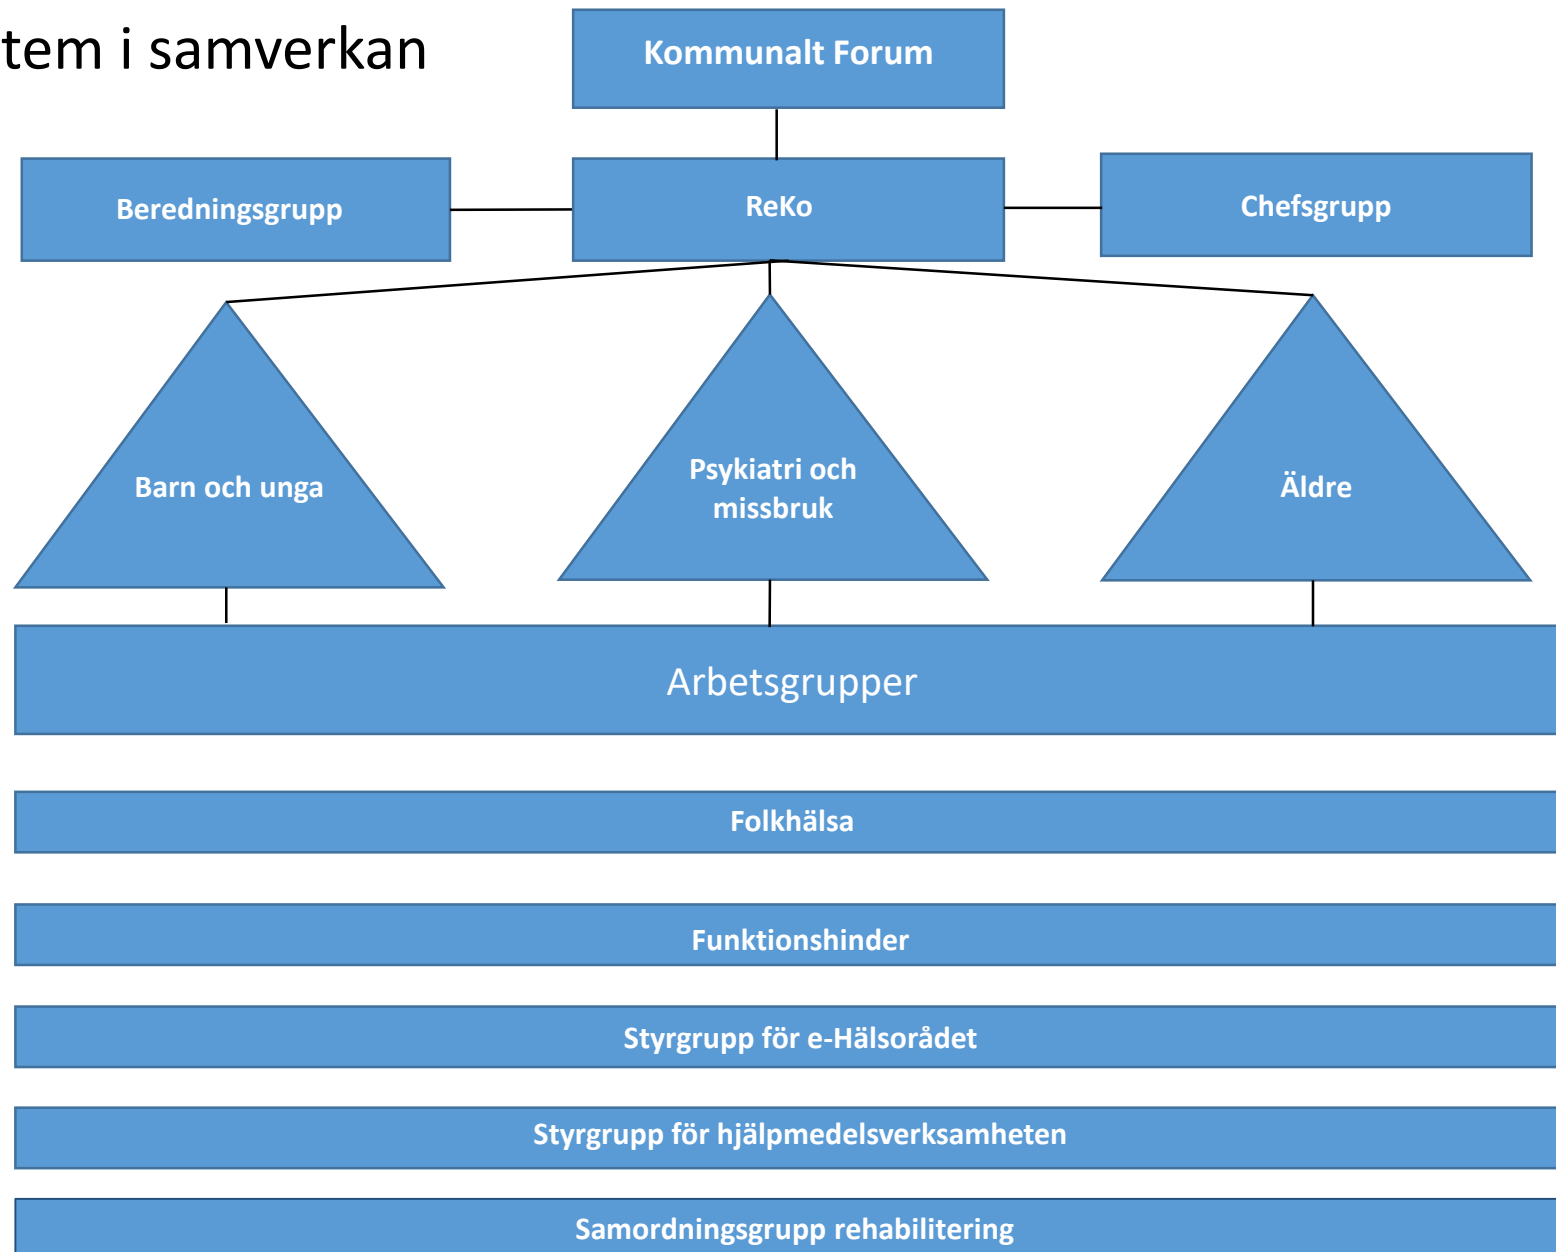 tem i samverkan
Kommunalt Forum
Beredningsgrupp
ReKo
Chefsgrupp
Barn och unga
Psykiatri och
missbruk
Äldre
Arbetsgrupper
Folkhälsa
Funktionshinder
Styrgrupp för e-Hälsorådet
Styrgrupp för hjälpmedelsverksamheten
Samordningsgrupp rehabilitering